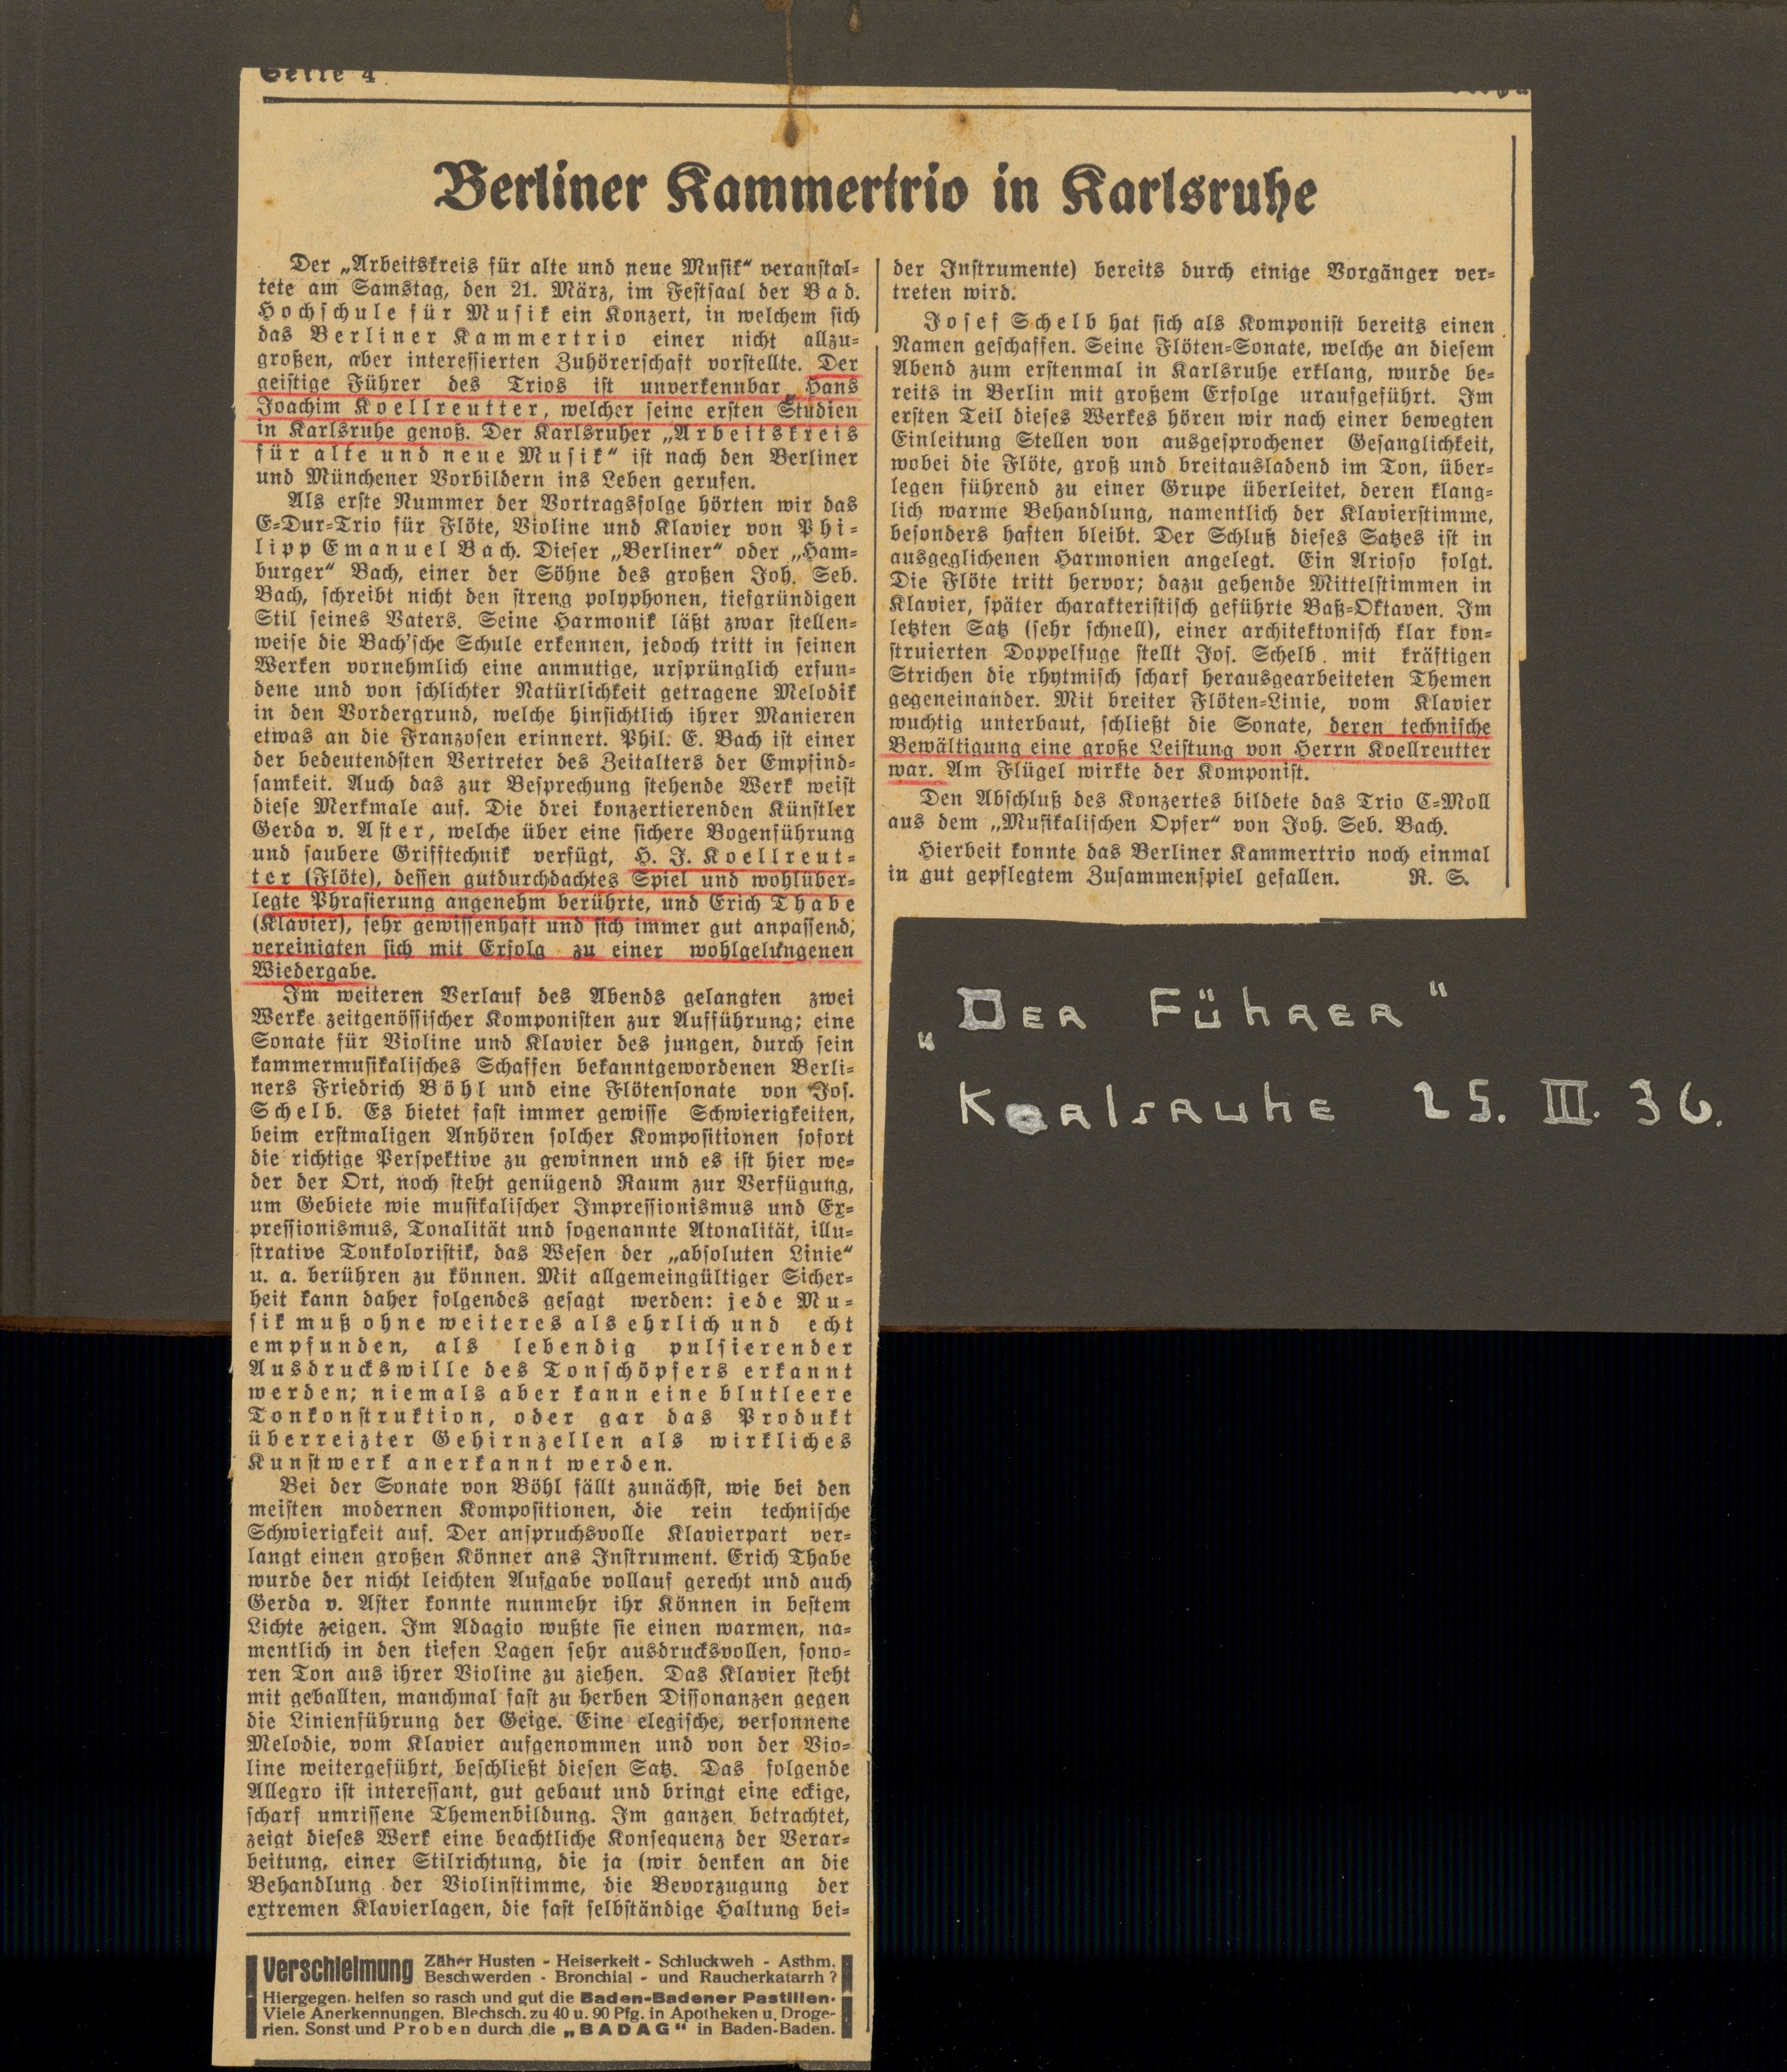 Seite 4
Berliner Kammertrio in Karlsruhe
Der „Arbeitskreis für alte und neue Musik“ veranstal-
tete am Samstag, den 21. März, im Festsaal der Bad.
Hochschule für Musik ein Konzert, in welchem sich
das Berliner Kammertrio einer nicht allzu-
großen, aber interessierten Zuhörerschaft vorstellte. Der
geistige Führer des Trios ist unverkennbar Hans
Joachim Koellreutter, welcher seine ersten Studien
in Karlsruhe genoß. Der Karlsruher „Arbeitskreis
für alte und neue Musik“ ist nach den Berliner
und Münchener Vorbildern ins Leben gerufen.
Als erste Nummer der Vortragsfolge hörten wir das
E-Dur-Trio für Flöte, Violine und Klavier von Phi-
lipp Emanuel Bach. Dieser „Berliner“ oder „Ham-
burger“ Bach, einer der Söhne des großen Joh. Seb.
Bach, schreibt nicht den streng polyphonen, tiefgründigen
Stil seines Vaters. Seine Harmonik läßt zwar stellen-
weise die Bach'sche Schule erkennen, jedoch tritt in seinen
Werken vornehmlich eine anmutige, ursprünglich erfun-
dene und von schlichter Natürlichkeit getragene Melodik
in den Vordergrund, welche hinsichtlich ihrer Manieren
etwas an die Franzosen erinnert. Phil. E. Bach ist einer
der bedeutendsten Vertreter des Zeitalters der Empfind-
samkeit. Auch das zur Besprechung stehende Werk weist
diese Merkmale auf. Die drei konzertierenden Künstler
Gerda v. Aster, welche über eine sichere Bogenführung
und saubere Grifftechnik verfügt, H. J. Koellreut-
ter (Flöte), dessen gutdurchdachtes Spiel und wohlüber-
legte Phrasierung angenehm berührte, und Erich Thabe
(Klavier), sehr gewissenhaft und sich immer gut anpassend,
vereinigten sich mit Erfolg zu einer wohlgelungenen
Wiedergabe.
Im weiteren Verlauf des Abends gelangten zwei
Werke zeitgenössischer Komponisten zur Aufführung; eine
Sonate für Violine und Klavier des jungen, durch sein
kammermusikalisches Schaffen bekanntgewordenen Berli-
ners Friedrich Böhl und eine Flötensonate von Jos.
Schelb. Es bietet fast immer gewisse Schwierigkeiten,
beim erstmaligen Anhören solcher Kompositionen sofort
die richtige Perspektive zu gewinnen und es ist hier we-
der der Ort, noch steht genügend Raum zur Verfügung,
um Gebiete wie musikalischer Impressionismus und Ex-
pressionismus, Tonalität und sogenannte Atonalität, illu-
strative Tonkoloristik, das Wesen der „absoluten Linie“
u. a. berühren zu können. Mit allgemeingültiger Sicher-
heit kann daher folgendes gesagt werden: jede Mu-
sik muß ohne weiteres als ehrlich und echt
empfunden, als lebendig pulsierender
Ausdruckswille des Tonschöpfers erkannt
werden; niemals aber kann eine blutleere
Tonkonstruktion, oder gar das Produkt
überreizter Gehirnzellen als wirkliches
Kunstwerk anerkannt werden.
Bei der Sonate von Böhl fällt zunächst, wie bei den
meisten modernen Kompositionen, die rein technische
Schwierigkeit auf. Der anspruchsvolle Klavierpart ver-
langt einen großen Könner ans Instrument. Erich Thabe
wurde der nicht leichten Aufgabe vollauf gerecht und auch
Gerda v. Aster konnte nunmehr ihr Können in bestem
Lichte zeigen. Im Adagio wußte sie einen warmen, na-
mentlich in den tiefen Lagen sehr ausdrucksvollen, sono-
ren Ton aus ihrer Violine zu ziehen. Das Klavier steht
mit geballten, manchmal fast zu herben Dissonanzen gegen
die Linienführung der Geige. Eine elegische, versonnene
Melodie, vom Klavier aufgenommen und von der Vio-
line weitergeführt, beschließt diesen Satz. Das folgende
Allegro ist interessant, gut gebaut und bringt eine eckige,
scharf umrissene Themenbildung. Im ganzen betrachtet,
zeigt dieses Werk eine beachtliche Konsequenz der Verar-
beitung, einer Stilrichtung, die ja (wir denken an die
Behandlung der Violinstimme, die Bevorzugung der
extremen Klavierlagen, die fast selbständige Haltung bei-
der Instrumente) bereits durch einige Vorgänger ver-
treten wird.
Josef Schelb hat sich als Komponist bereits einen
Namen geschaffen. Seine Flöten-Sonate, welche an diesem
Abend zum erstenmal in Karlsruhe erklang, wurde be-
reits in Berlin mit großem Erfolge uraufgeführt. Im
ersten Teil dieses Werkes hören wir nach einer bewegten
Einleitung Stellen von ausgesprochener Gesanglichkeit,
wobei die Flöte, groß und breitausladend im Ton, über-
legen führend zu einer Grupe überleitet, deren klang-
lich warme Behandlung, namentlich der Klavierstimme,
besonders haften bleibt. Der Schluß dieses Satzes ist in
ausgeglichenen Harmonien angelegt. Ein Arioso folgt.
Die Flöte tritt hervor; dazu gehende Mittelstimmen in
Klavier, später charakteristisch geführte Baß-Oktaven. Im
letzten Satz (sehr schnell), einer architektonisch klar kon-
struierten Doppelfuge stellt Jos. Schelb mit kräftigen
Strichen die rhytmisch scharf herausgearbeiteten Themen
gegeneinander. Mit breiter Flöten-Linie, vom Klavier
wuchtig unterbaut, schließt die Sonate, deren technische
Bewältigung eine große Leistung von Herrn Koellreutter
war. Am Flügel wirkte der Komponist.
Den Abschluß des Konzertes bildete das Trio C-Moll
aus dem „Musikalischen Opfer“ von Joh. Seb. Bach.
Hierbeit konnte das Berliner Kammertrio noch einmal
in gut gepflegtem Zusammenspiel gefallen. R. S.
„DER FÜHRER“
Karlsruhe 25. III. 36.
Verschleimung Zäher Husten - Heiserkeit - Schluckweh - Asthm.
Beschwerden - Bronchial - und Raucherkatarrh?
Hiergegen helfen so rasch und gut die Baden-Badener Pastillen.
Viele Anerkennungen. Blechsch. zu 40 u. 90 Pfg. in Apotheken u. Droge-
rien. Sonst und Proben durch die „BADAG“ in Baden-Baden.